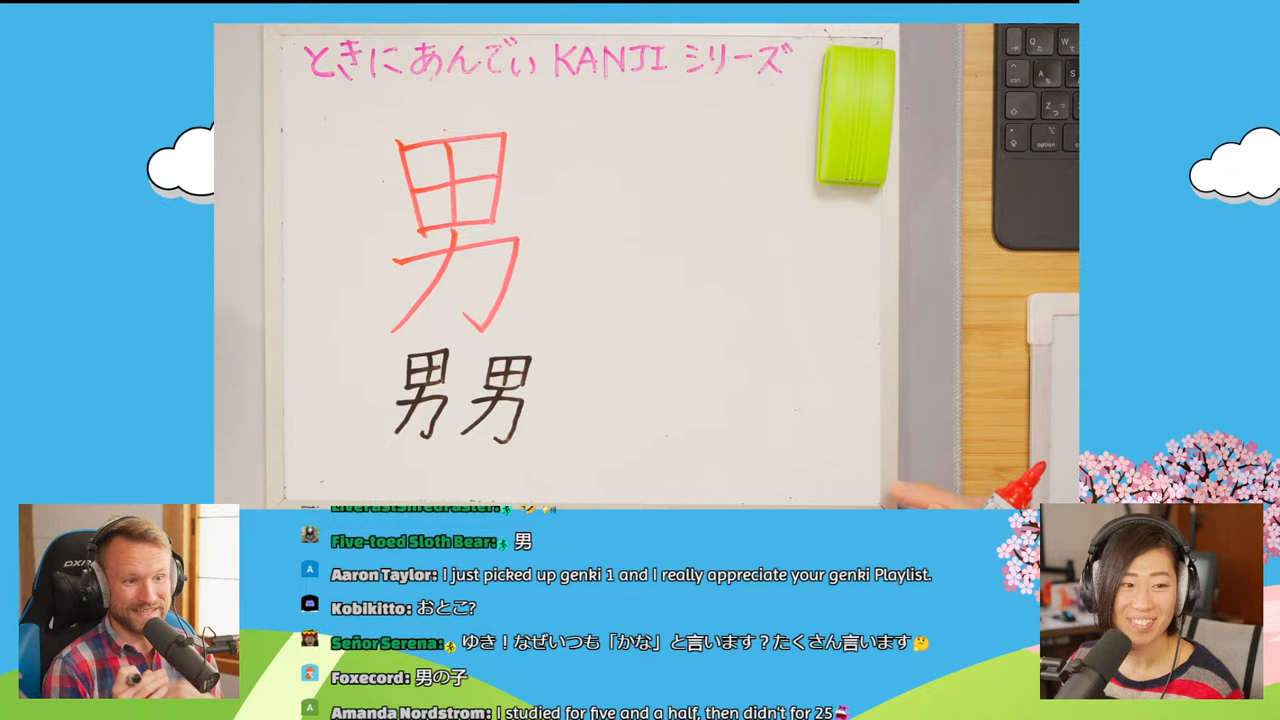 ときにあんでぃ KANJI シリーズ
男
男男
Five-toed Sloth Bear: 男
Aaron Taylor: I just picked up genki 1 and I really appreciate your genki Playlist.
Kobikitto: おとこ?
Señor Serena: ゆき！なぜいつも「かな」と言います？たくさん言います🤔
Foxecord: 男の子
Amanda Nordstrom: I studied for five and a half, then didn't for 25